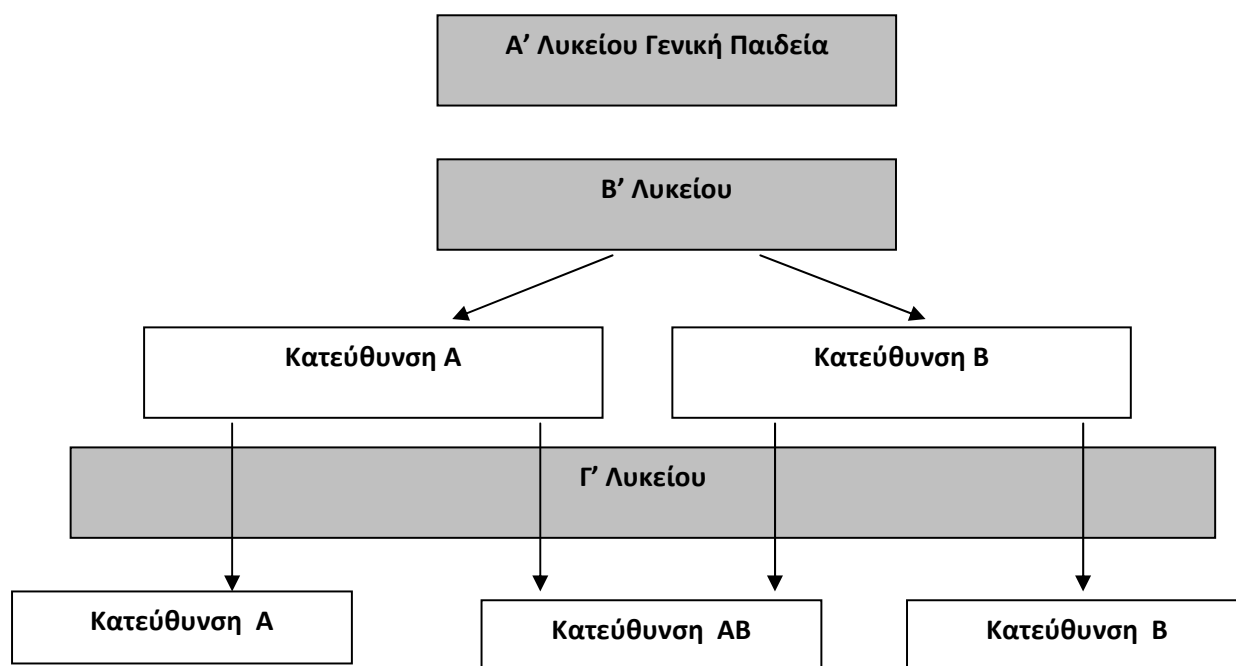 Α’ Λυκείου Γενική Παιδεία
Β’ Λυκείου
Κατεύθυνση Α
Κατεύθυνση Β
Γ’ Λυκείου
Κατεύθυνση Α
Κατεύθυνση ΑΒ
Κατεύθυνση Β